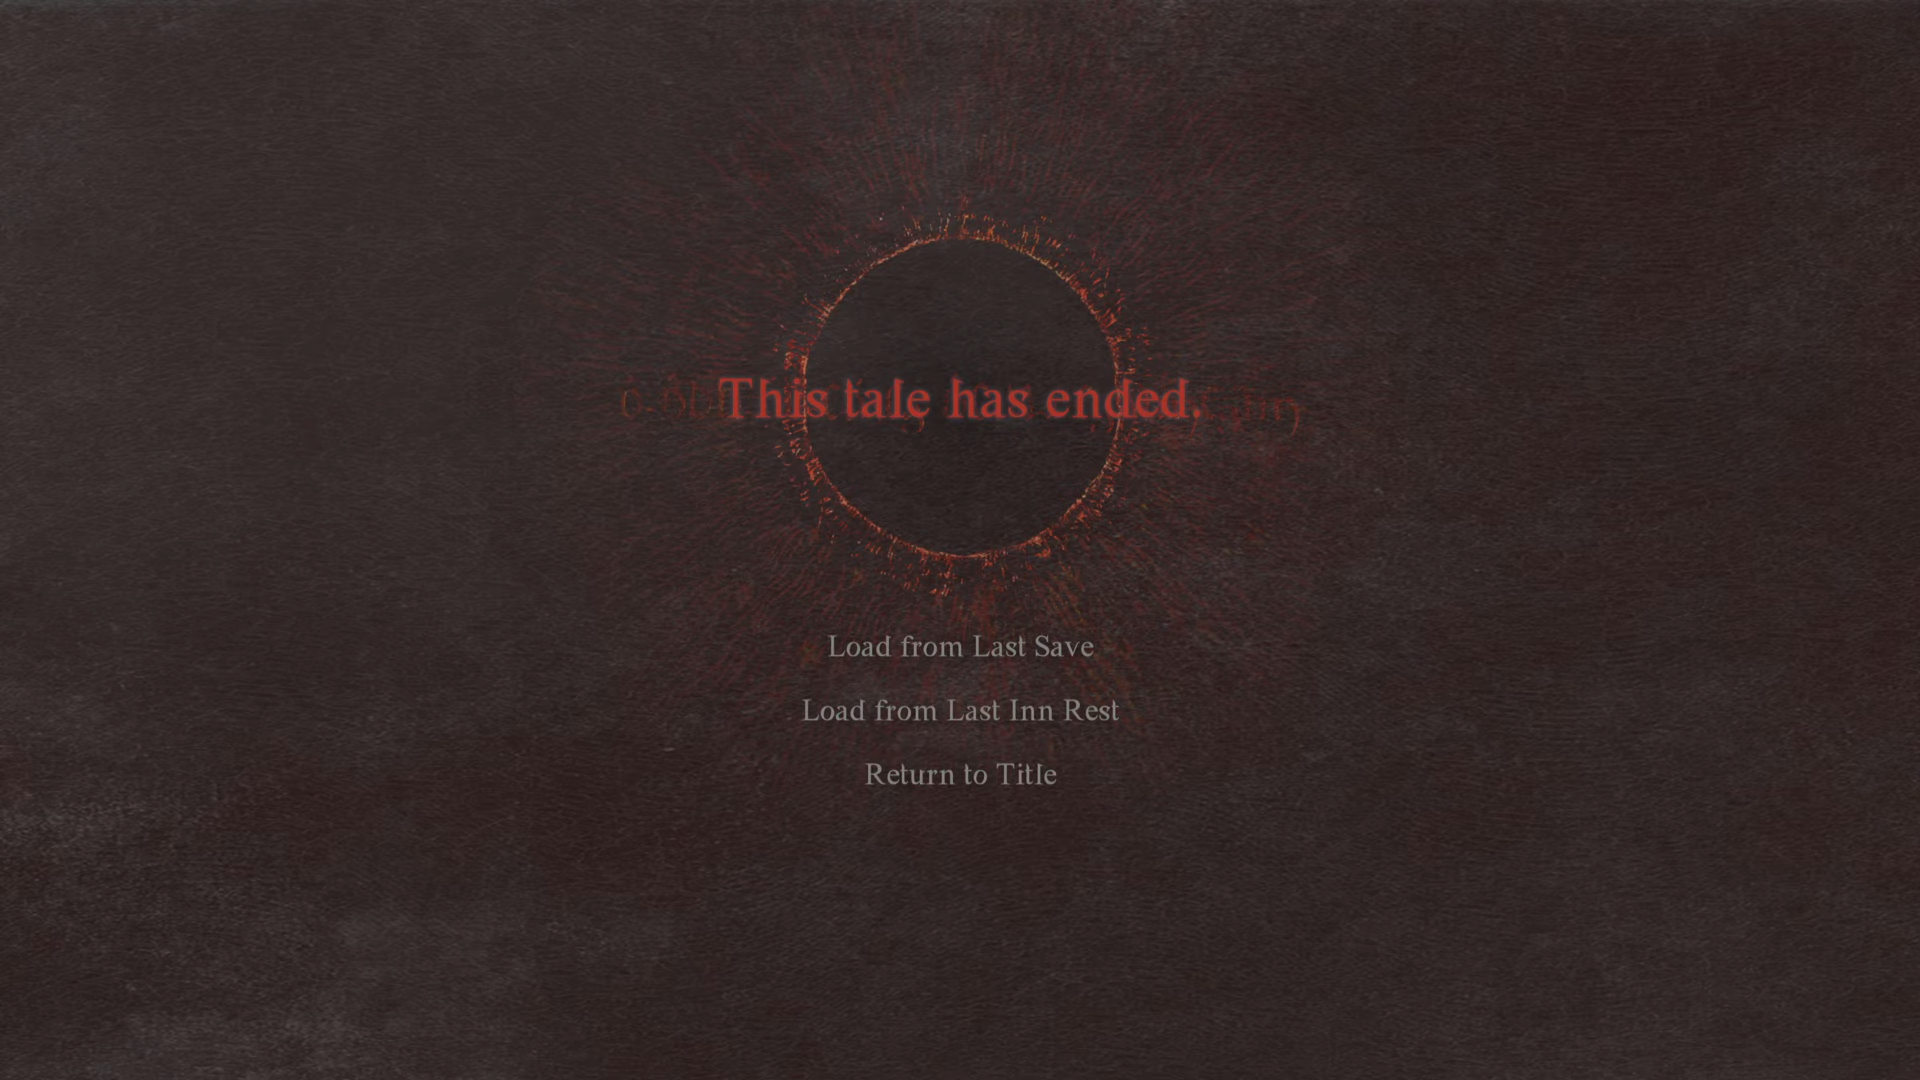 This tale has ended.
Load from Last Save
Load from Last Inn Rest
Return to Title